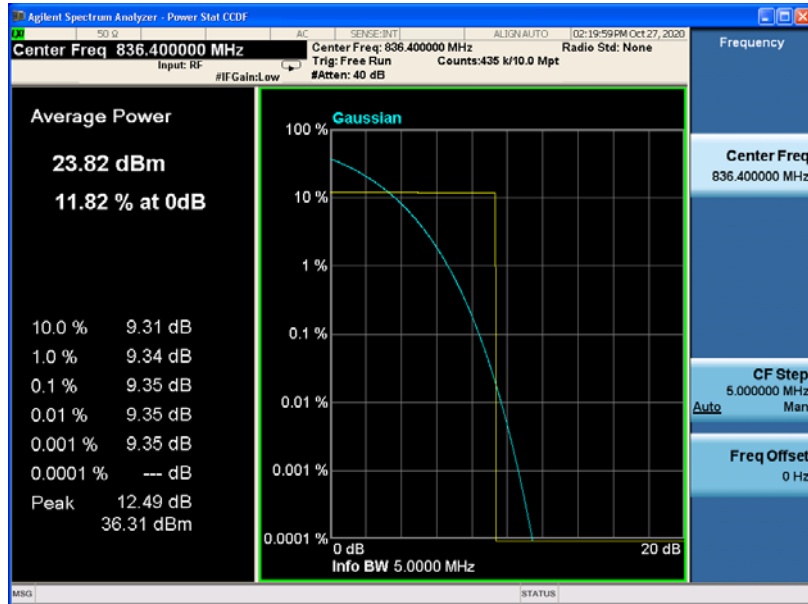 Agilent Spectrum Analyzer - Power Stat CCDF
50 Ω AC SENSE:INT ALIGN AUTO 02:19:59 PM Oct 27, 2020
Center Freq 836.400000 MHz
Input: RF
#IFGain:Low
Center Freq: 836.400000 MHz Radio Std: None
Trig: Free Run Counts:435 k/10.0 Mpt
#Atten: 40 dB
Average Power
23.82 dBm
11.82 % at 0dB
10.0 % 9.31 dB
1.0 % 9.34 dB
0.1 % 9.35 dB
0.01 % 9.35 dB
0.001 % 9.35 dB
0.0001 % --- dB
Peak 12.49 dB
36.31 dBm
Gaussian
100 %
10 %
1 %
0.1 %
0.01 %
0.001 %
0.0001 %
0 dB 20 dB
Info BW 5.0000 MHz
Frequency
Center Freq
836.400000 MHz
CF Step
5.000000 MHz
Auto Man
Freq Offset
0 Hz
MSG STATUS